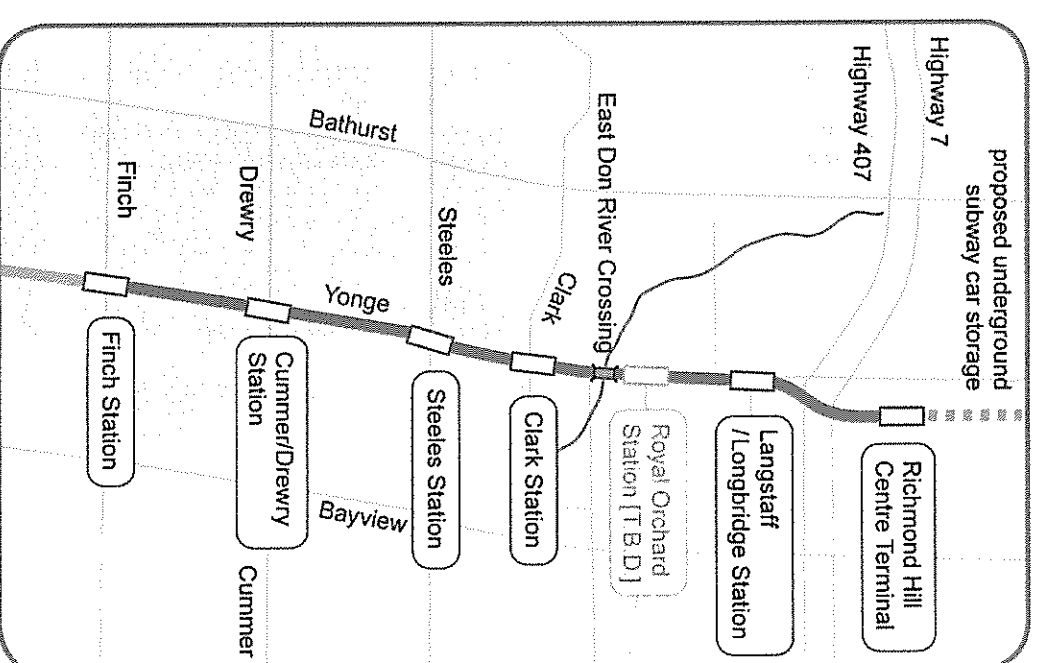 proposed underground
subway car storage
Highway 7
Highway 407
Richmond Hill
Centre Terminal
Langstaff
/Longbridge Station
Royal Orchard
Station [T.B.D.]
East Don River Crossing
Clark
Clark Station
Steeles
Steeles Station
Bathurst
Yonge
Bayview
Drewry
Cummer/Drewry
Station
Cummer
Finch
Finch Station